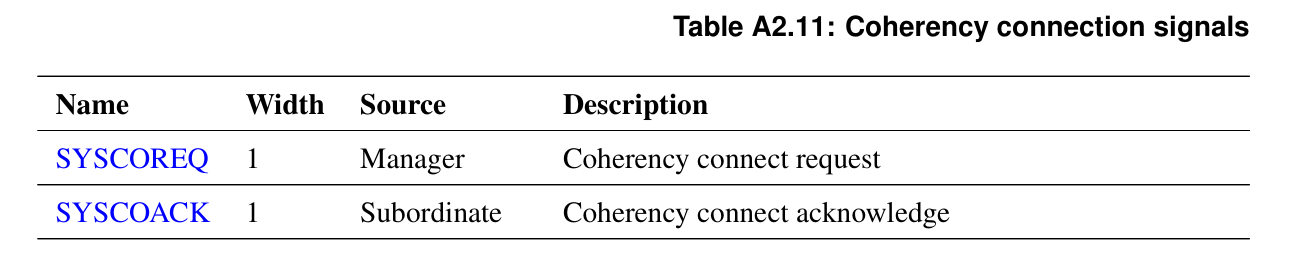 Table A2.11: Coherency connection signals
Name Width Source Description
SYSCOREQ 1 Manager Coherency connect request
SYSCOACK 1 Subordinate Coherency connect acknowledge